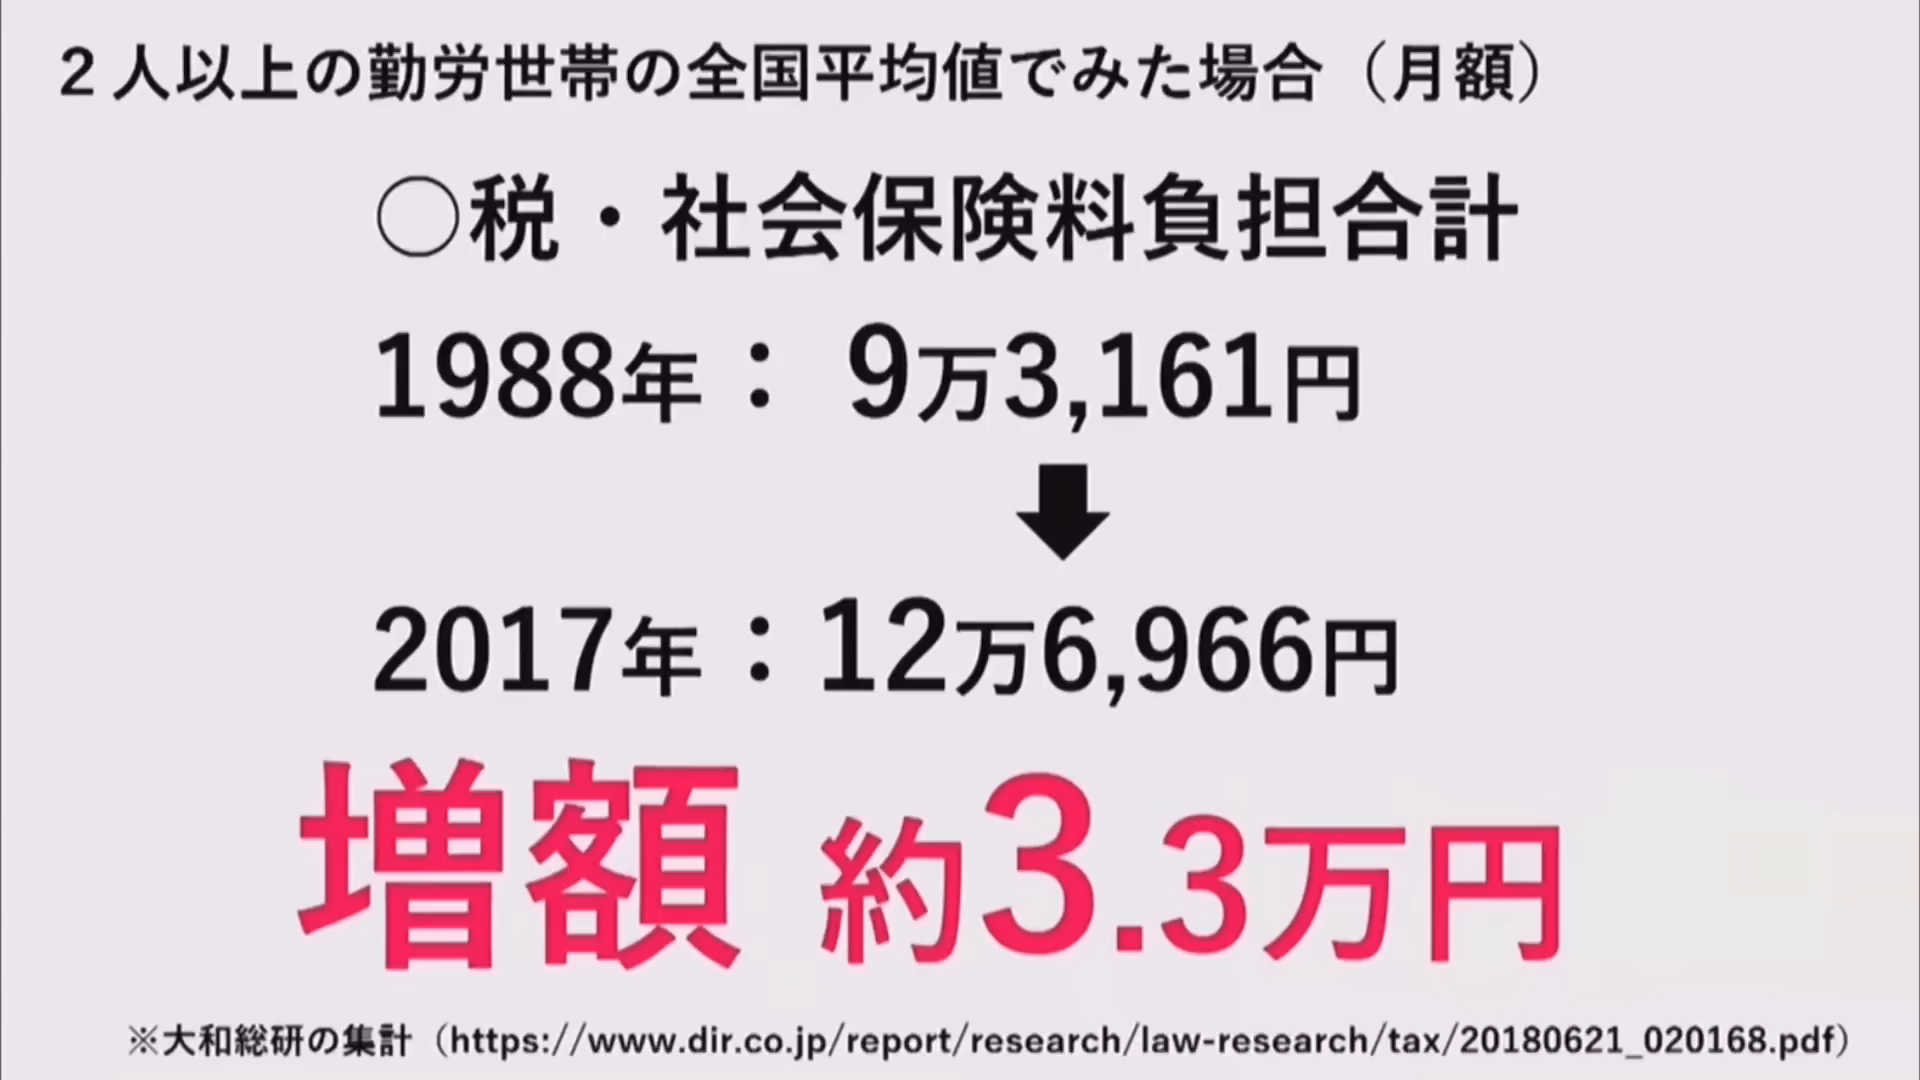 2人以上の勤労世帯の全国平均値でみた場合（月額）
○税・社会保険料負担合計
1988年： 9万3,161円
2017年：12万6,966円
増額 約3.3万円
※大和総研の集計（https://www.dir.co.jp/report/research/law-research/tax/20180621_020168.pdf）